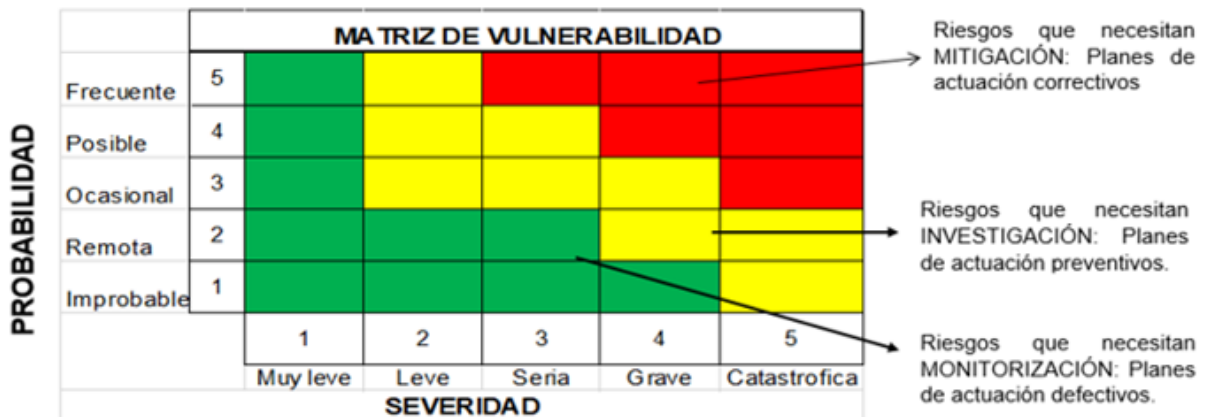 MATRIZ DE VULNERABILIDAD
PROBABILIDAD
Frecuente 5
Posible 4
Ocasional 3
Remota 2
Improbable 1
1 2 3 4 5
Muy leve Leve Seria Grave Catastrofica
SEVERIDAD
Riesgos que necesitan
MITIGACIÓN: Planes de
actuación correctivos
Riesgos que necesitan
INVESTIGACIÓN: Planes
de actuación preventivos.
Riesgos que necesitan
MONITORIZACIÓN: Planes
de actuación defectivos.